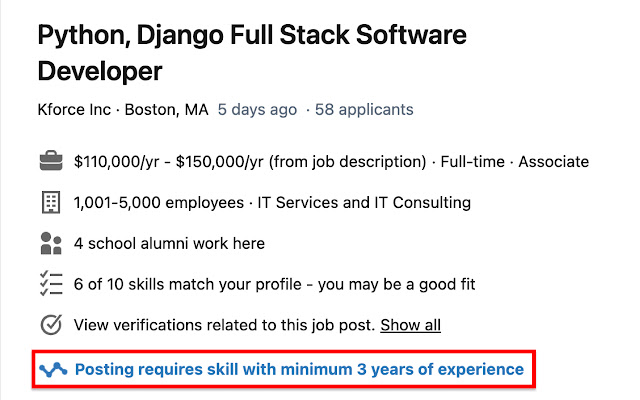 Python, Django Full Stack Software
Developer
Kforce Inc · Boston, MA 5 days ago · 58 applicants
$110,000/yr - $150,000/yr (from job description) · Full-time · Associate
1,001-5,000 employees · IT Services and IT Consulting
4 school alumni work here
6 of 10 skills match your profile - you may be a good fit
View verifications related to this job post. Show all
Posting requires skill with minimum 3 years of experience